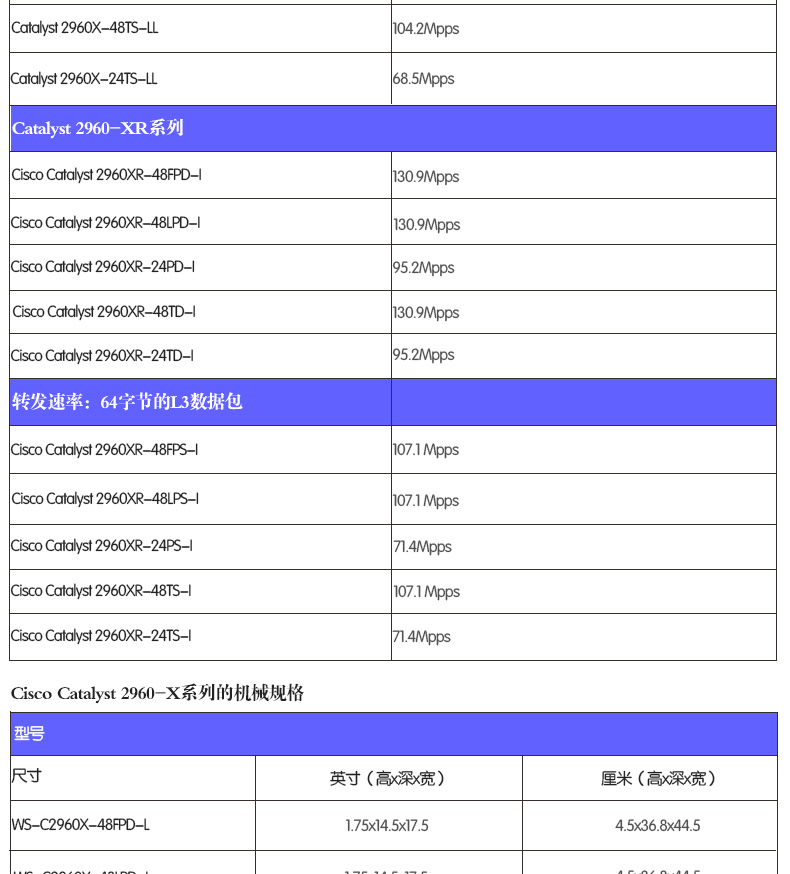 Catalyst 2960X-48TS-LL 104.2Mpps
Catalyst 2960X-24TS-LL 68.5Mpps
Catalyst 2960-XR系列
Cisco Catalyst 2960XR-48FPD-I 130.9Mpps
Cisco Catalyst 2960XR-48LPD-I 130.9Mpps
Cisco Catalyst 2960XR-24PD-I 95.2Mpps
Cisco Catalyst 2960XR-48TD-I 130.9Mpps
Cisco Catalyst 2960XR-24TD-I 95.2Mpps
转发速率：64字节的L3数据包
Cisco Catalyst 2960XR-48FPS-I 107.1 Mpps
Cisco Catalyst 2960XR-48LPS-I 107.1 Mpps
Cisco Catalyst 2960XR-24PS-I 71.4Mpps
Cisco Catalyst 2960XR-48TS-I 107.1 Mpps
Cisco Catalyst 2960XR-24TS-I 71.4Mpps
Cisco Catalyst 2960-X系列的机械规格
型号
尺寸 英寸（高x深x宽） 厘米（高x深x宽）
WS-C2960X-48FPD-L 1.75x14.5x17.5 4.5x36.8x44.5